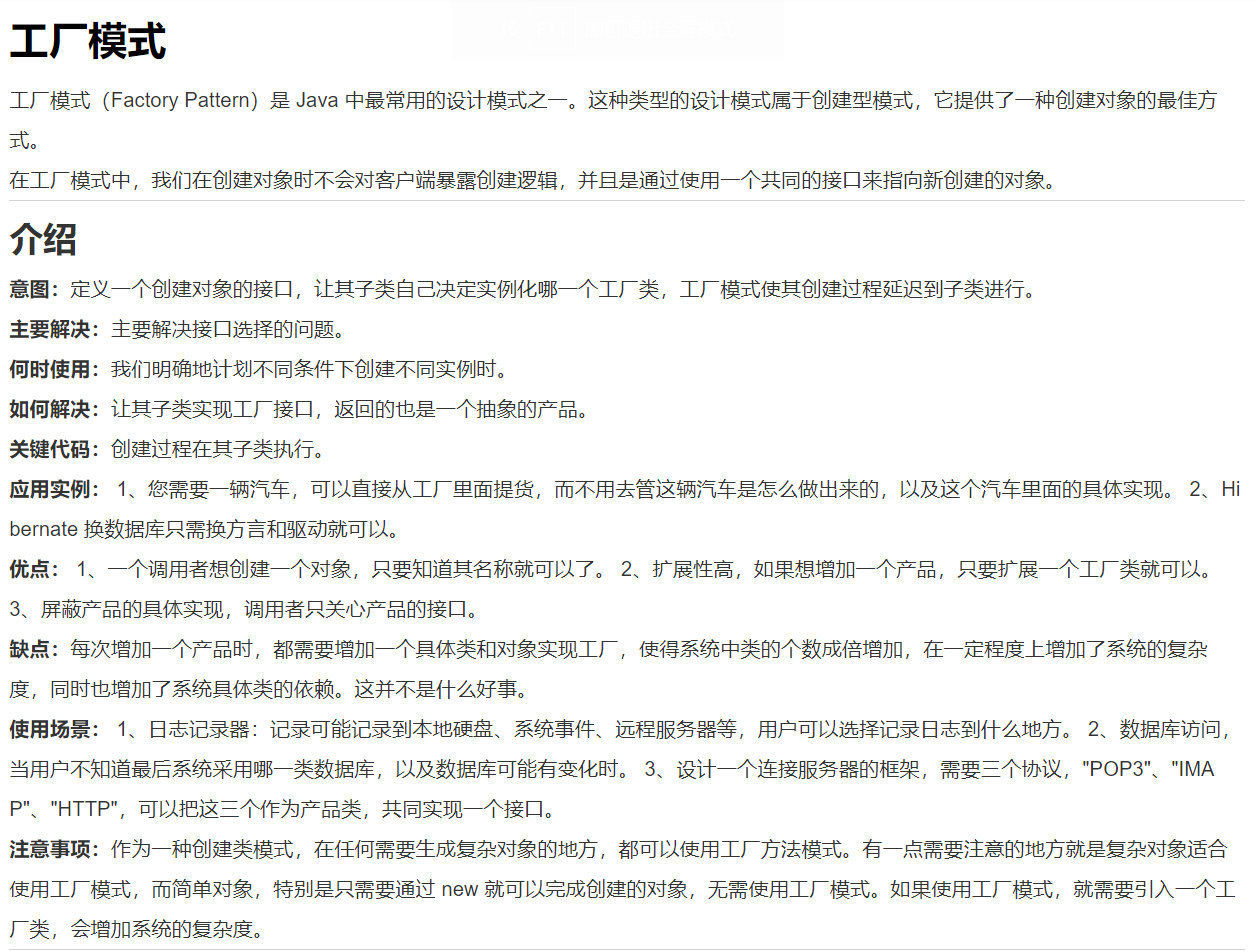 工厂模式
工厂模式（Factory Pattern）是 Java 中最常用的设计模式之一。这种类型的设计模式属于创建型模式，它提供了一种创建对象的最佳方
式。
在工厂模式中，我们在创建对象时不会对客户端暴露创建逻辑，并且是通过使用一个共同的接口来指向新创建的对象。
介绍
意图：定义一个创建对象的接口，让其子类自己决定实例化哪一个工厂类，工厂模式使其创建过程延迟到子类进行。
主要解决：主要解决接口选择的问题。
何时使用：我们明确地计划不同条件下创建不同实例时。
如何解决：让其子类实现工厂接口，返回的也是一个抽象的产品。
关键代码：创建过程在其子类执行。
应用实例： 1、您需要一辆汽车，可以直接从工厂里面提货，而不用去管这辆汽车是怎么做出来的，以及这个汽车里面的具体实现。 2、Hi
bernate 换数据库只需换方言和驱动就可以。
优点： 1、一个调用者想创建一个对象，只要知道其名称就可以了。 2、扩展性高，如果想增加一个产品，只要扩展一个工厂类就可以。
3、屏蔽产品的具体实现，调用者只关心产品的接口。
缺点：每次增加一个产品时，都需要增加一个具体类和对象实现工厂，使得系统中类的个数成倍增加，在一定程度上增加了系统的复杂
度，同时也增加了系统具体类的依赖。这并不是什么好事。
使用场景： 1、日志记录器：记录可能记录到本地硬盘、系统事件、远程服务器等，用户可以选择记录日志到什么地方。 2、数据库访问，
当用户不知道最后系统采用哪一类数据库，以及数据库可能有变化时。 3、设计一个连接服务器的框架，需要三个协议，"POP3"、"IMA
P"、"HTTP"，可以把这三个作为产品类，共同实现一个接口。
注意事项：作为一种创建类模式，在任何需要生成复杂对象的地方，都可以使用工厂方法模式。有一点需要注意的地方就是复杂对象适合
使用工厂模式，而简单对象，特别是只需要通过 new 就可以完成创建的对象，无需使用工厂模式。如果使用工厂模式，就需要引入一个工
厂类，会增加系统的复杂度。